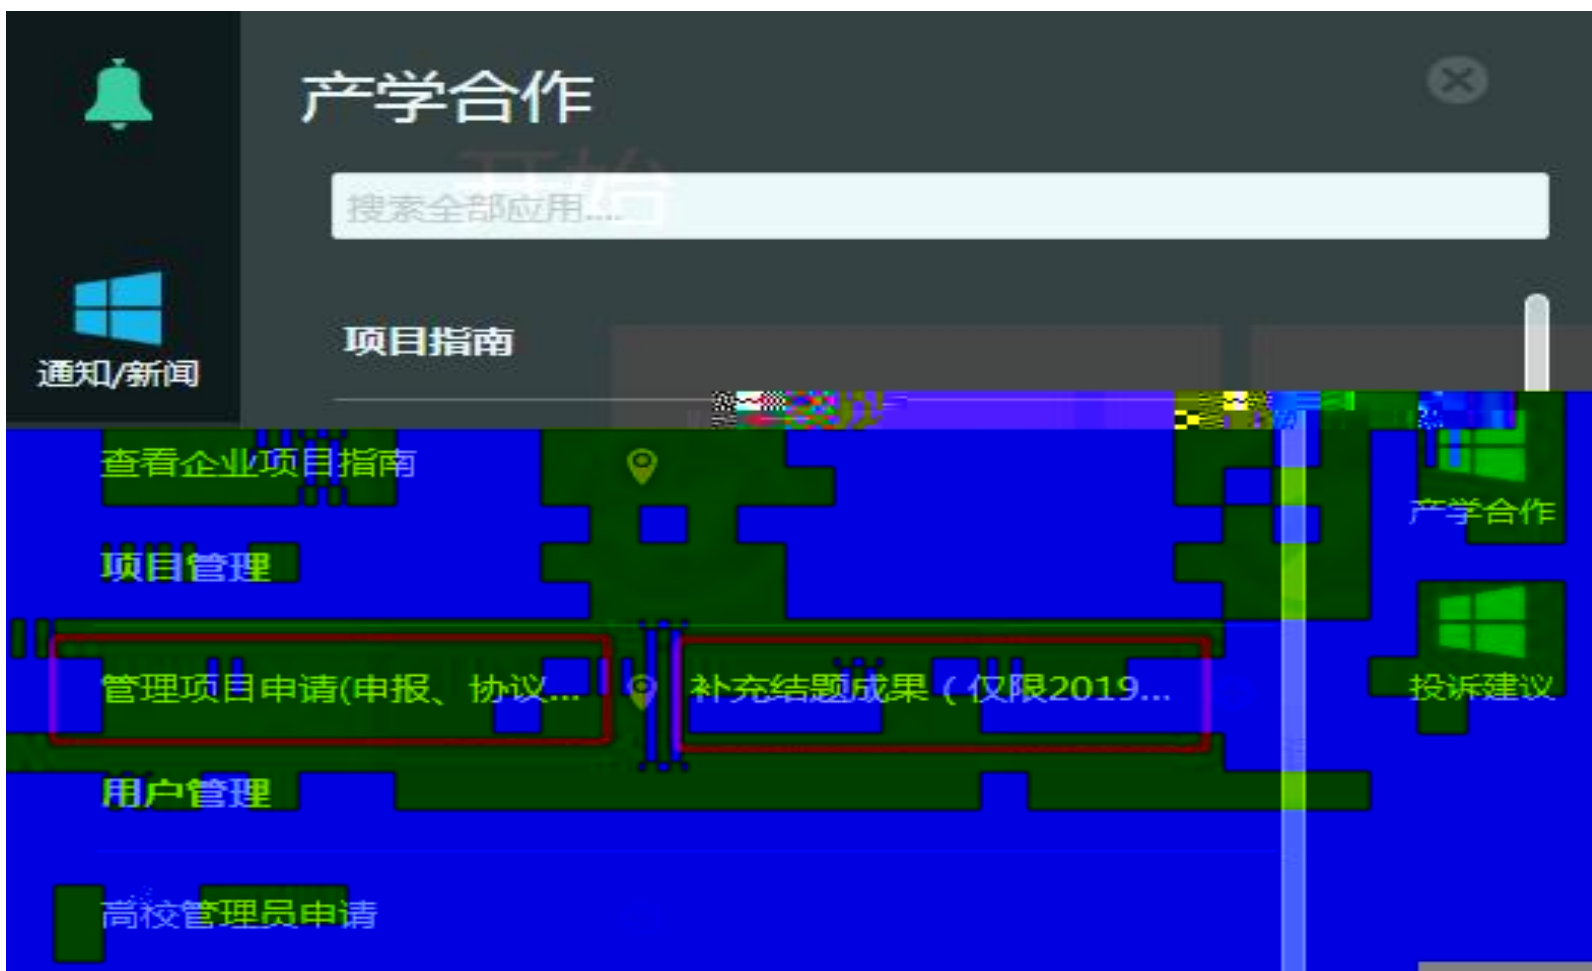 产学合作
开始
搜索全部应用....
项目指南
通知/新闻
查看企业项目指南
产学合作
项目管理
管理项目申请(申报、协议...
补充结题成果（仅限2019...
投诉建议
用户管理
高校管理员申请